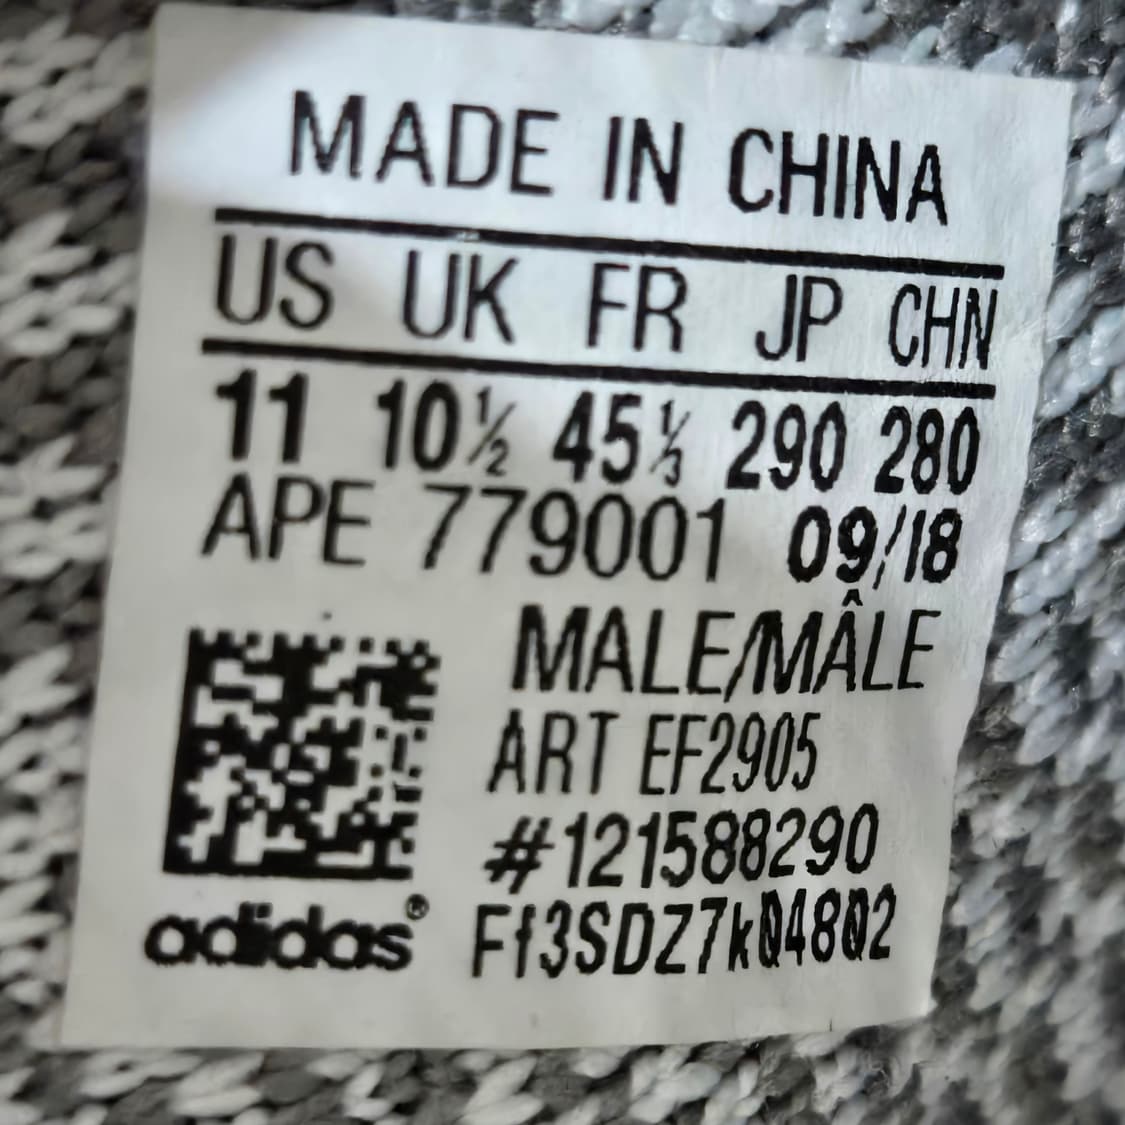 MADE IN CHINA
US UK FR JP CHN
11 10½ 45⅓ 290 280
APE 779001 09/18
MALE/MÂLE
ART EF2905
#121588290
Ff3SDZ7k04802
adidas®